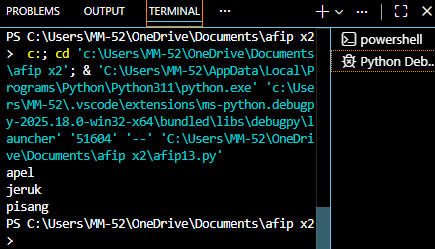 PROBLEMS OUTPUT TERMINAL PORTS
PS C:\Users\MM-52\OneDrive\Documents\afip x2
>  c:; cd 'c:\Users\MM-52\OneDrive\Documents
\afip x2'; & 'C:\Users\MM-52\AppData\Local\P
rograms\Python\Python311\python.exe' 'c:\Use
rs\MM-52\.vscode\extensions\ms-python.debugp
y-2025.18.0-win32-x64\bundled\libs\debugpy\l
auncher' '51604' '--' 'C:\Users\MM-52\OneDri
ve\Documents\afip x2\afip13.py'
apel
jeruk
pisang
PS C:\Users\MM-52\OneDrive\Documents\afip x2
>
powershell
Python Deb...